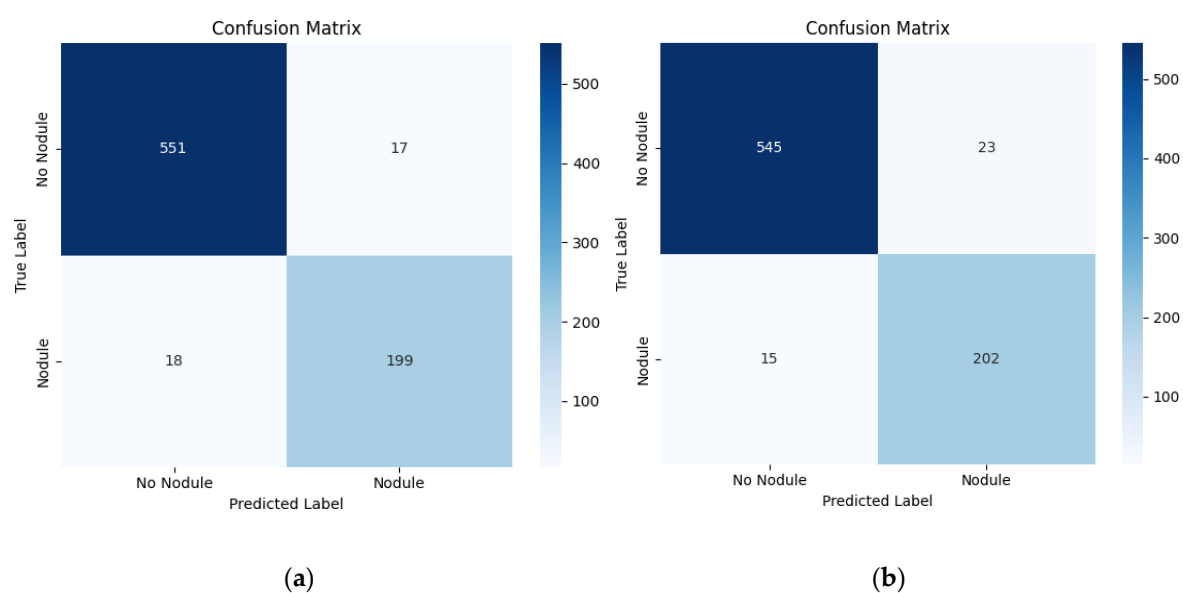 Confusion Matrix
No Nodule
Nodule
True Label
551
17
18
199
500
400
300
200
100
No Nodule
Nodule
Predicted Label
(a)
Confusion Matrix
No Nodule
Nodule
True Label
545
23
15
202
500
400
300
200
100
No Nodule
Nodule
Predicted Label
(b)